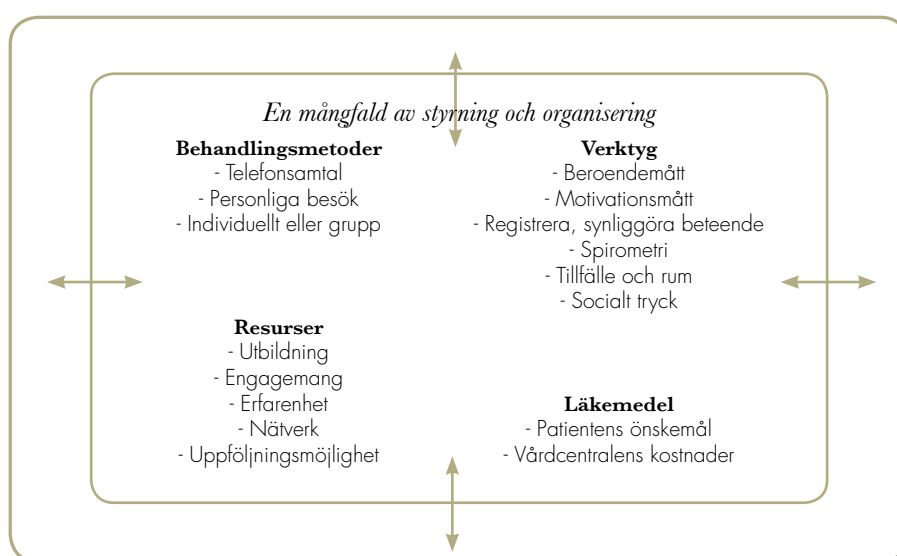 En mångfald av styrning och organisering
Behandlingsmetoder
- Telefonsamtal
- Personliga besök
- Individuellt eller grupp
Verktyg
- Beroendemått
- Motivationsmått
- Registrera, synliggöra beteende
- Spirometri
- Tillfälle och rum
- Socialt tryck
Resurser
- Utbildning
- Engagemang
- Erfarenhet
- Nätverk
- Uppföljningsmöjlighet
Läkemedel
- Patientens önskemål
- Vårdcentralens kostnader